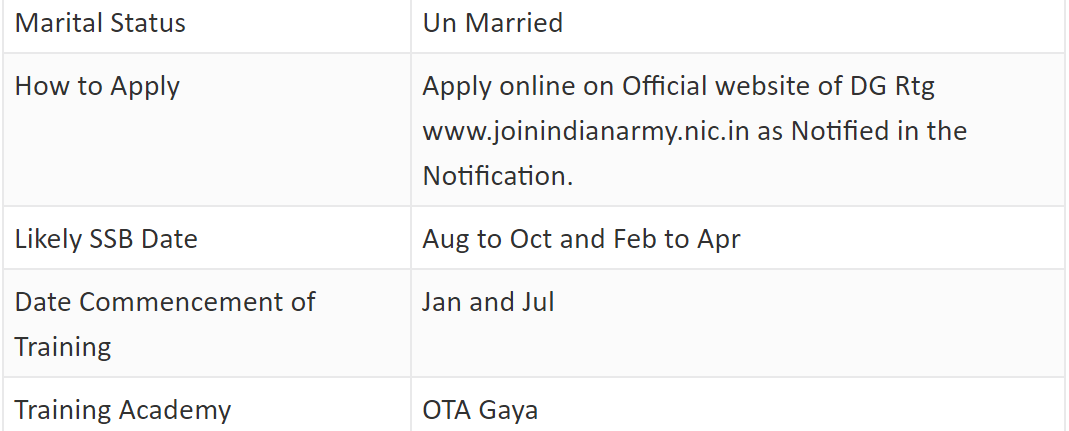 Marital Status Un Married
How to Apply Apply online on Official website of DG Rtg
www.joinindianarmy.nic.in as Notified in the
Notification.
Likely SSB Date Aug to Oct and Feb to Apr
Date Commencement of Jan and Jul
Training
Training Academy OTA Gaya